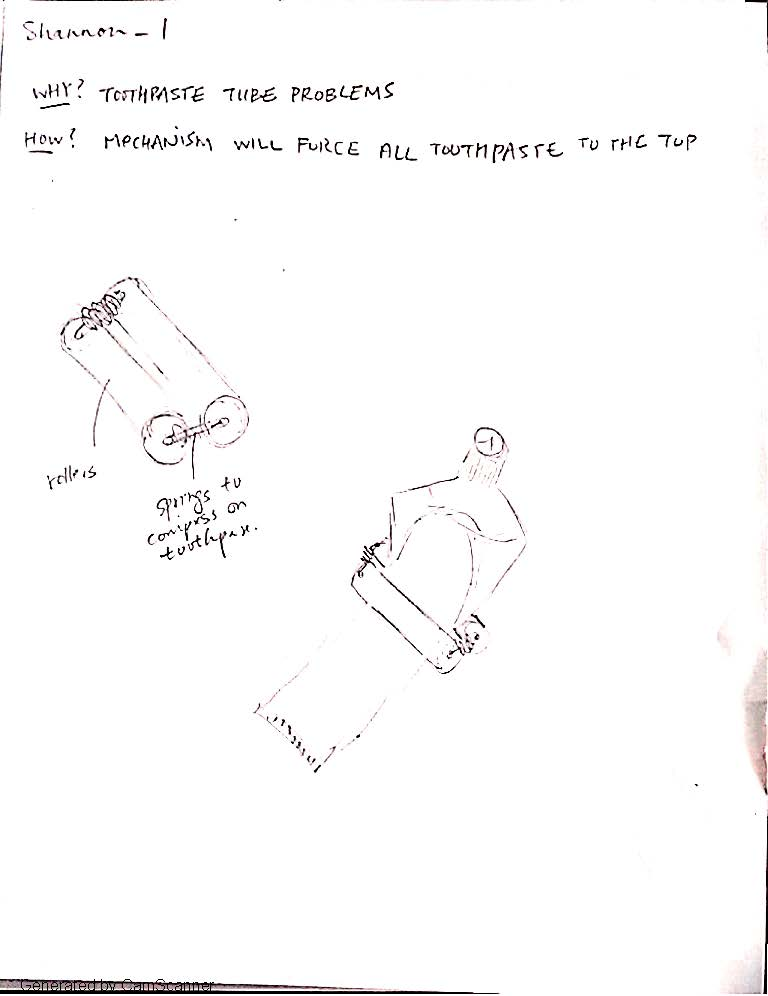 Shannon - 1
WHY? TOOTHPASTE TUBE PROBLEMS
HOW? MECHANISM WILL FORCE ALL TOOTHPASTE TO THE TOP
rollers
springs to
compress on
toothpaste.
Generated by CamScanner